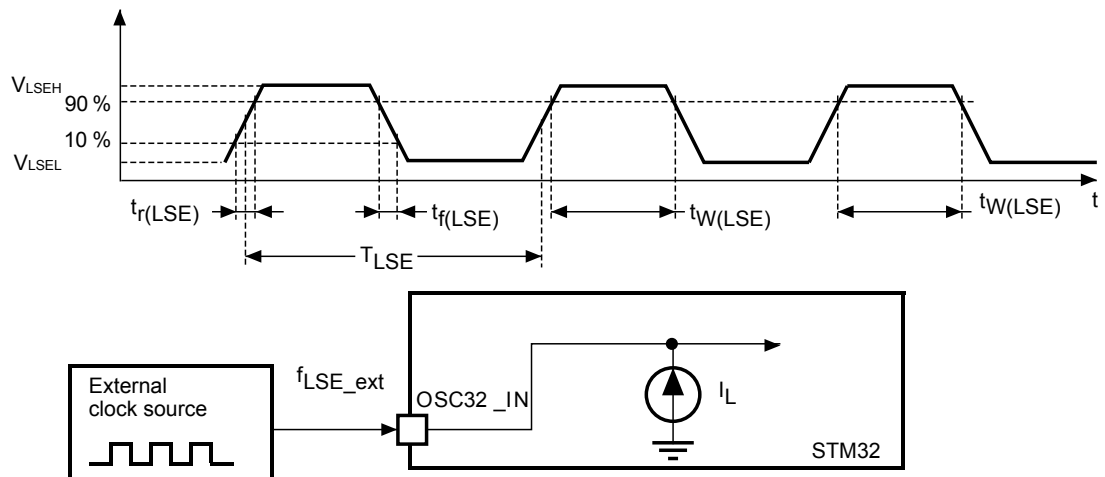 VLSEH
90 %
10 %
VLSEL
tr(LSE)
tf(LSE)
tW(LSE)
tW(LSE)
t
TLSE
External
clock source
fLSE_ext
OSC32 _IN
IL
STM32